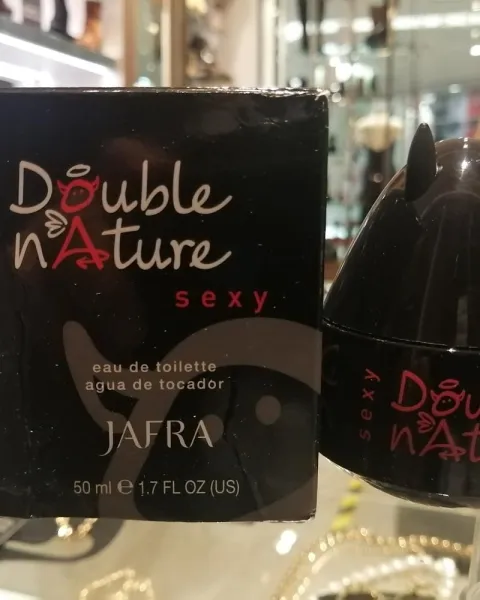 Double
nAture
sexy
eau de toilette
agua de tocador
JAFRA
50 ml ℮ 1.7 FL OZ (US)
sexy
Dou
nAt